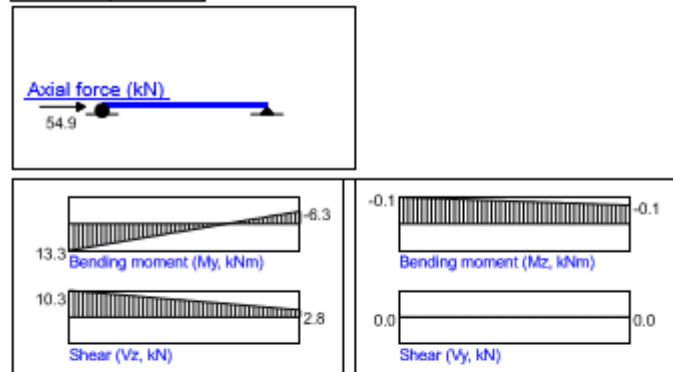 Axial force (kN)
54.9
-6.3
13.3
Bending moment (My, kNm)
10.3
2.8
Shear (Vz, kN)
-0.1
-0.1
Bending moment (Mz, kNm)
0.0
0.0
Shear (Vy, kN)